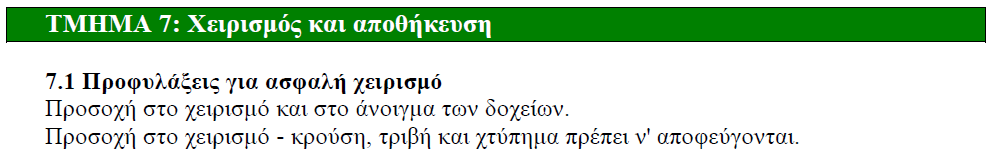 ΤΜΗΜΑ 7: Χειρισμός και αποθήκευση
7.1 Προφυλάξεις για ασφαλή χειρισμό
Προσοχή στο χειρισμό και στο άνοιγμα των δοχείων.
Προσοχή στο χειρισμό - κρούση, τριβή και χτύπημα πρέπει ν' αποφεύγονται.